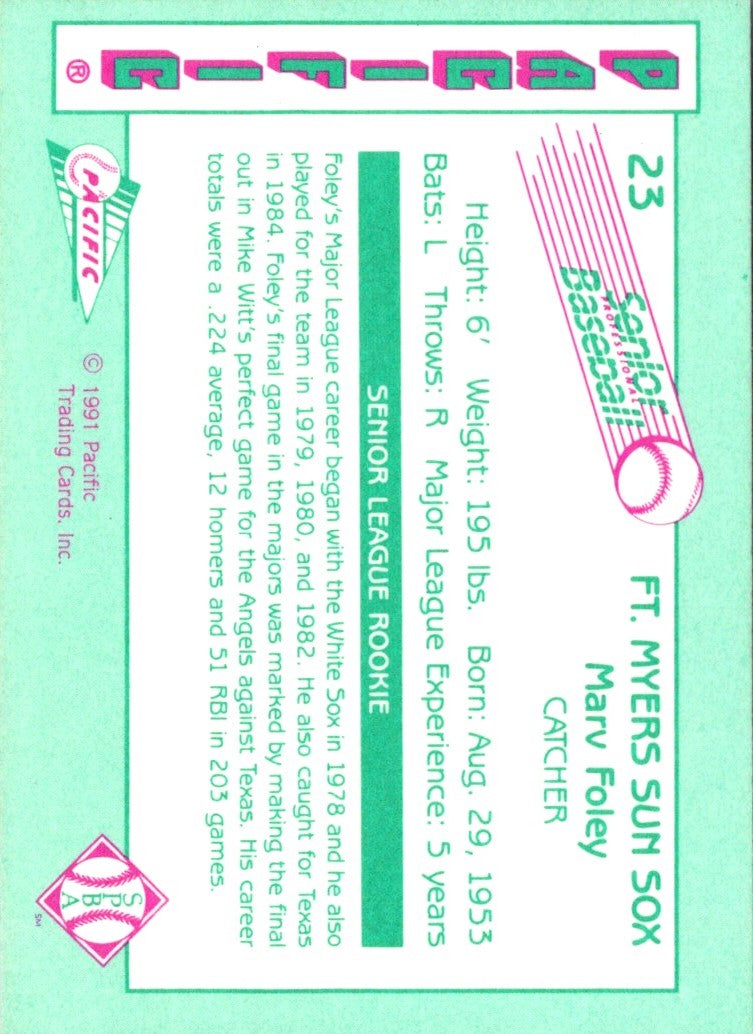 PACIFIC®
23
Senior
PROFESSIONAL
Baseball
FT. MYERS SUN SOX
Marv Foley
CATCHER
Height: 6' Weight: 195 lbs. Born: Aug. 29, 1953
Bats: L Throws: R Major League Experience: 5 years
SENIOR LEAGUE ROOKIE
Foley's Major League career began with the White Sox in 1978 and he also
played for the team in 1979, 1980, and 1982. He also caught for Texas
in 1984. Foley's final game in the majors was marked by making the final
out in Mike Witt's perfect game for the Angels against Texas. His career
totals were a .224 average, 12 homers and 51 RBI in 203 games.
PACIFIC
© 1991 Pacific
Trading Cards, Inc.
S
P
B
A
SM